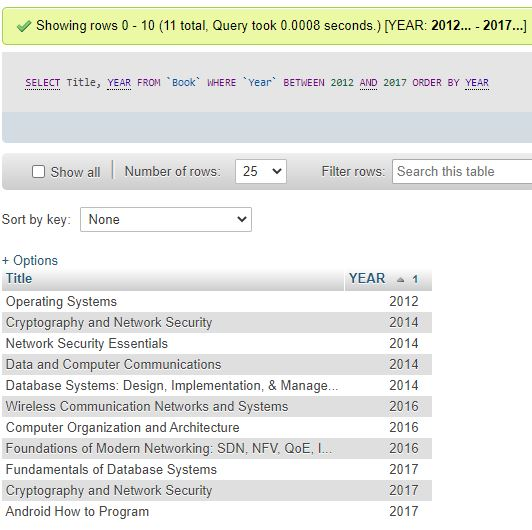 Showing rows 0 - 10 (11 total, Query took 0.0008 seconds.) [YEAR: 2012... - 2017...]
SELECT Title, YEAR FROM `Book` WHERE `Year` BETWEEN 2012 AND 2017 ORDER BY YEAR
Show all Number of rows: 25 Filter rows: Search this table
Sort by key: None
+ Options
Title YEAR 1
Operating Systems 2012
Cryptography and Network Security 2014
Network Security Essentials 2014
Data and Computer Communications 2014
Database Systems: Design, Implementation, & Manage... 2014
Wireless Communication Networks and Systems 2016
Computer Organization and Architecture 2016
Foundations of Modern Networking: SDN, NFV, QoE, I... 2016
Fundamentals of Database Systems 2017
Cryptography and Network Security 2017
Android How to Program 2017